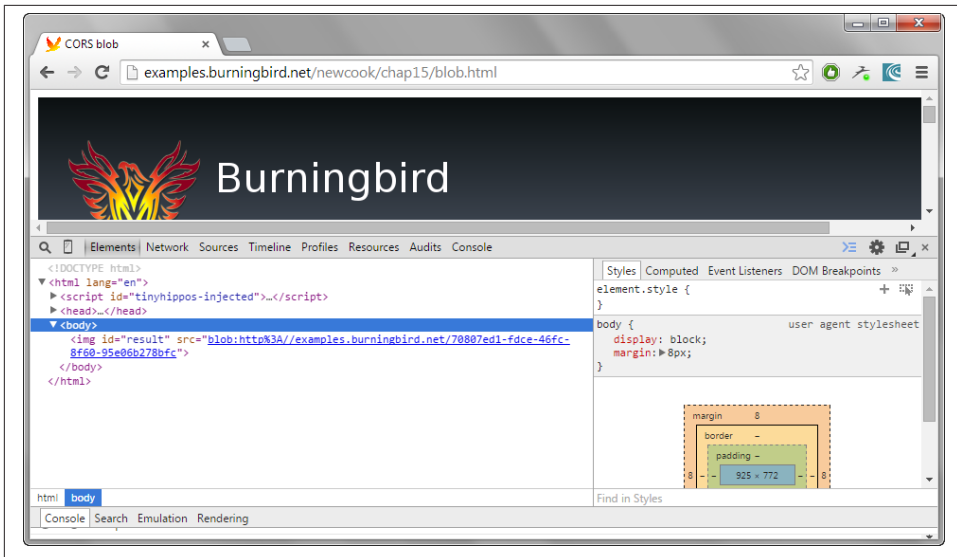 CORS blob
examples.burningbird.net/newcook/chap15/blob.html
Burningbird
Elements Network Sources Timeline Profiles Resources Audits Console
<!DOCTYPE html>
<html lang="en">
<script id="tinyhippos-injected">…</script>
<head>…</head>
<body>
<img id="result" src="blob:http%3A//examples.burningbird.net/70807ed1-fdce-46fc-
8f60-95e06b278bfc">
</body>
</html>
html body
Styles Computed Event Listeners DOM Breakpoints »
element.style {
}
body { user agent stylesheet
display: block;
margin: 8px;
}
margin 8
border –
padding –
8 – – 925 × 772 – – 8
Find in Styles
Console Search Emulation Rendering